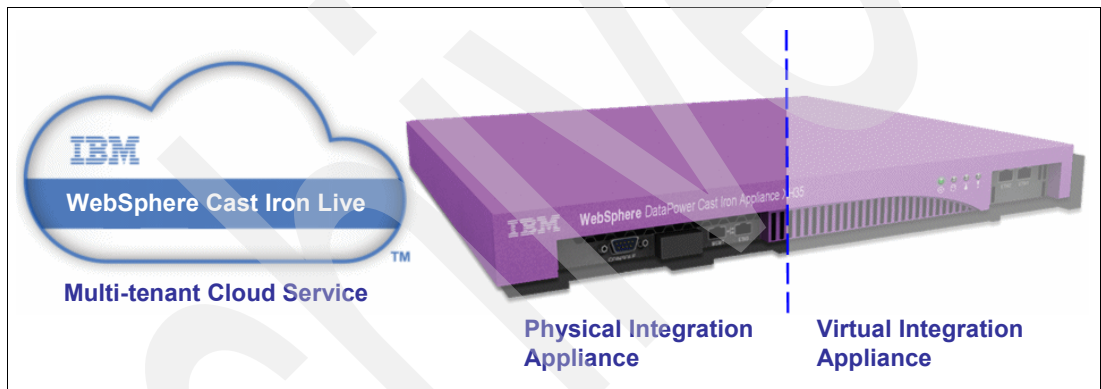 IBM
WebSphere Cast Iron Live
TM
Multi-tenant Cloud Service
IBM WebSphere DataPower Cast Iron Appliance XH35
Physical Integration
Appliance
Virtual Integration
Appliance